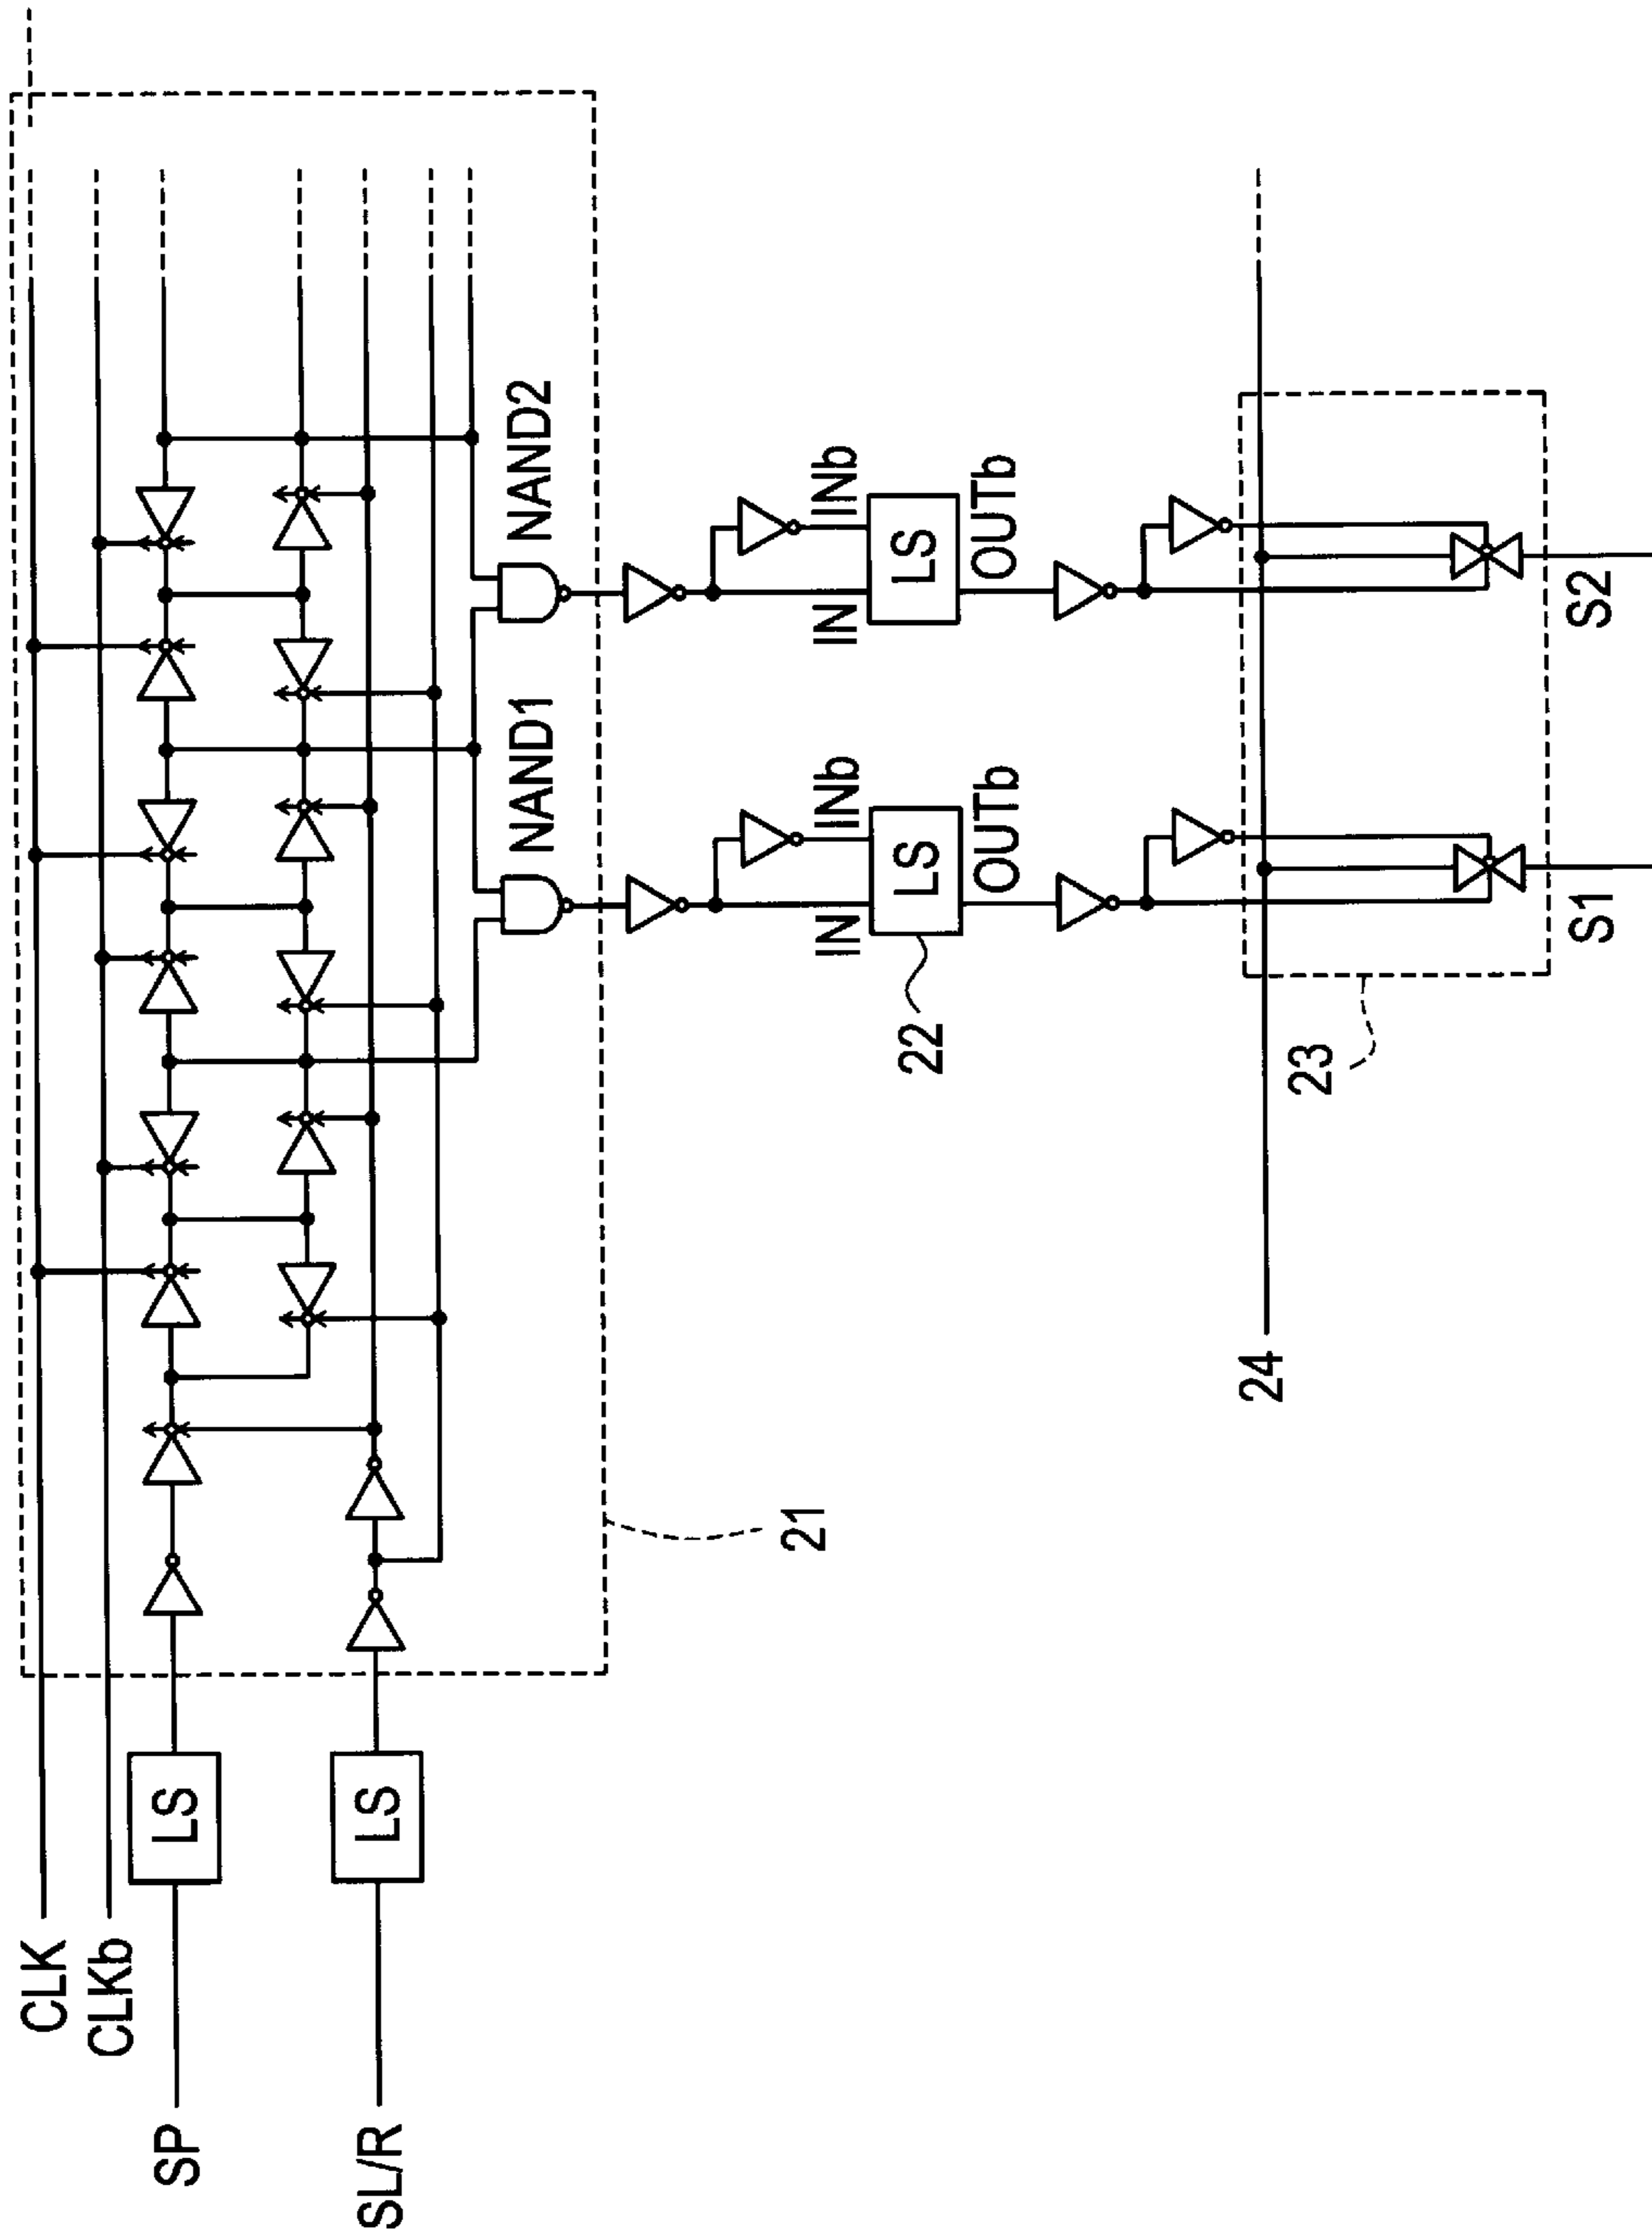 CLK
CLKb
SP
LS
SL/R
LS
21
NAND1
NAND2
IN
INb
IN
INb
LS
LS
22
OUTb
OUTb
24
23
S1
S2